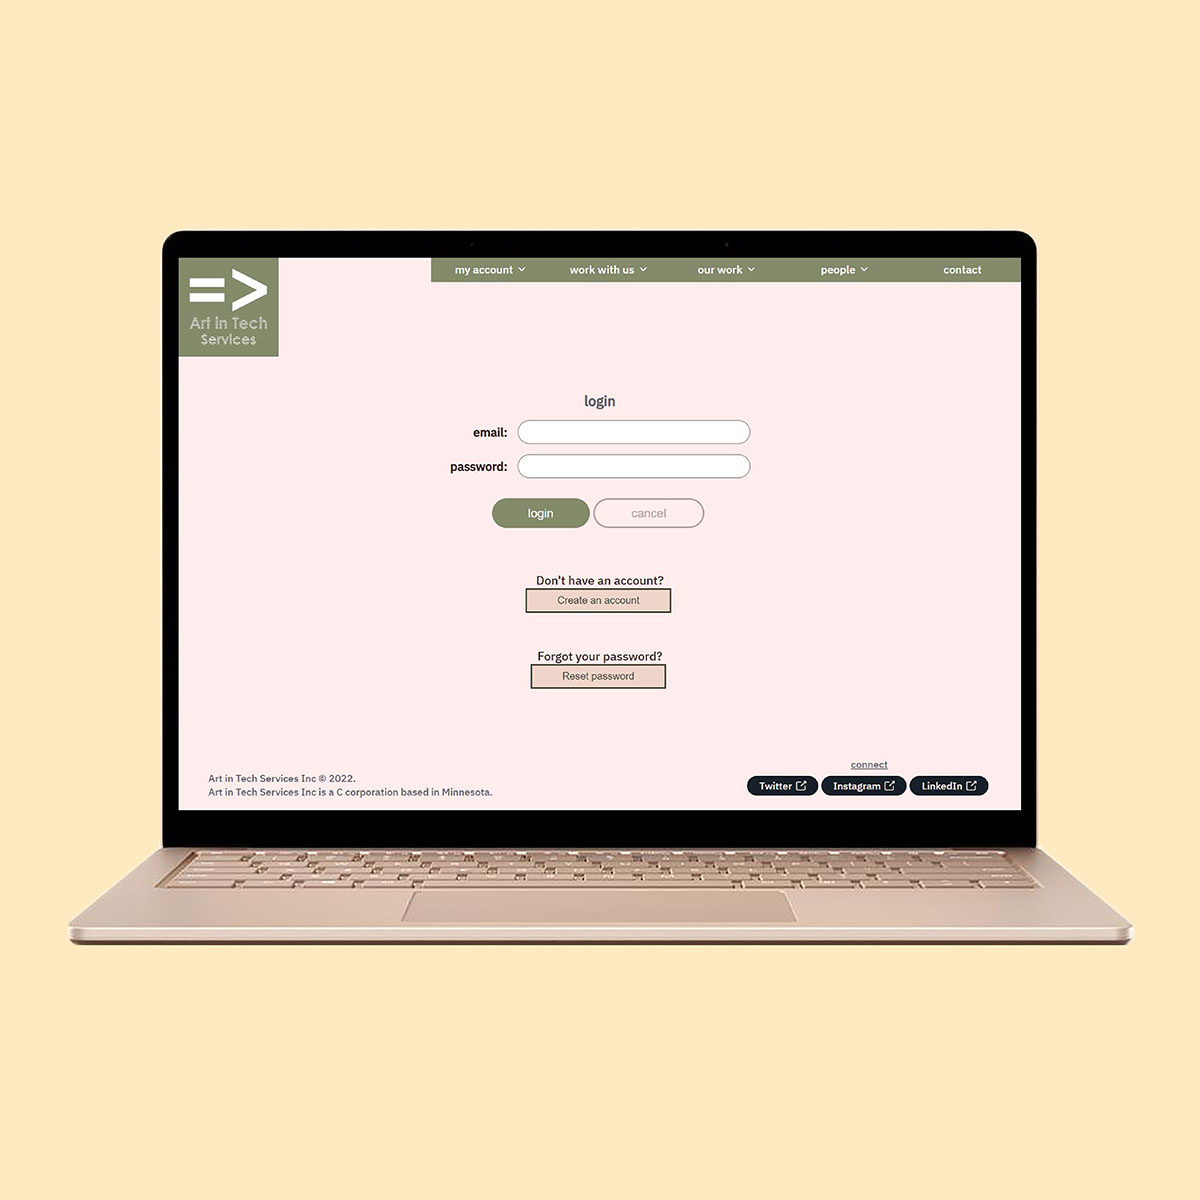 =>
Art in Tech
Services
my account
work with us
our work
people
contact
login
email:
password:
login
cancel
Don't have an account?
Create an account
Forgot your password?
Reset password
connect
Art in Tech Services Inc © 2022.
Art in Tech Services Inc is a C corporation based in Minnesota.
Twitter
Instagram
LinkedIn